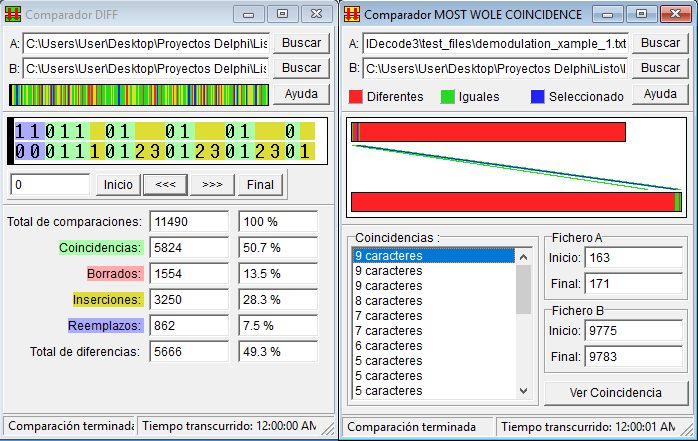 Comparador DIFF
A: C:\Users\User\Desktop\Proyectos Delphi\Listo Buscar
B: C:\Users\User\Desktop\Proyectos Delphi\Listo Buscar
Ayuda
11011 01  01  01  0
00011101230123012301
0 Inicio <<< >>> Final
Total de comparaciones: 11490 100 %
Coincidencias: 5824 50.7 %
Borrados: 1554 13.5 %
Inserciones: 3250 28.3 %
Reemplazos: 862 7.5 %
Total de diferencias: 5666 49.3 %
Comparación terminada Tiempo transcurrido: 12:00:00 AM
Comparador MOST WOLE COINCIDENCE
A: IDecode3\test_files\demodulation_xample_1.txt Buscar
B: C:\Users\User\Desktop\Proyectos Delphi\Listo\I Buscar
Diferentes Iguales Seleccionado Ayuda
Coincidencias :
9 caracteres
9 caracteres
9 caracteres
8 caracteres
7 caracteres
7 caracteres
6 caracteres
5 caracteres
5 caracteres
Fichero A
Inicio: 163
Final: 171
Fichero B
Inicio: 9775
Final: 9783
Ver Coincidencia
Comparación terminada Tiempo transcurrido: 12:00:01 AM